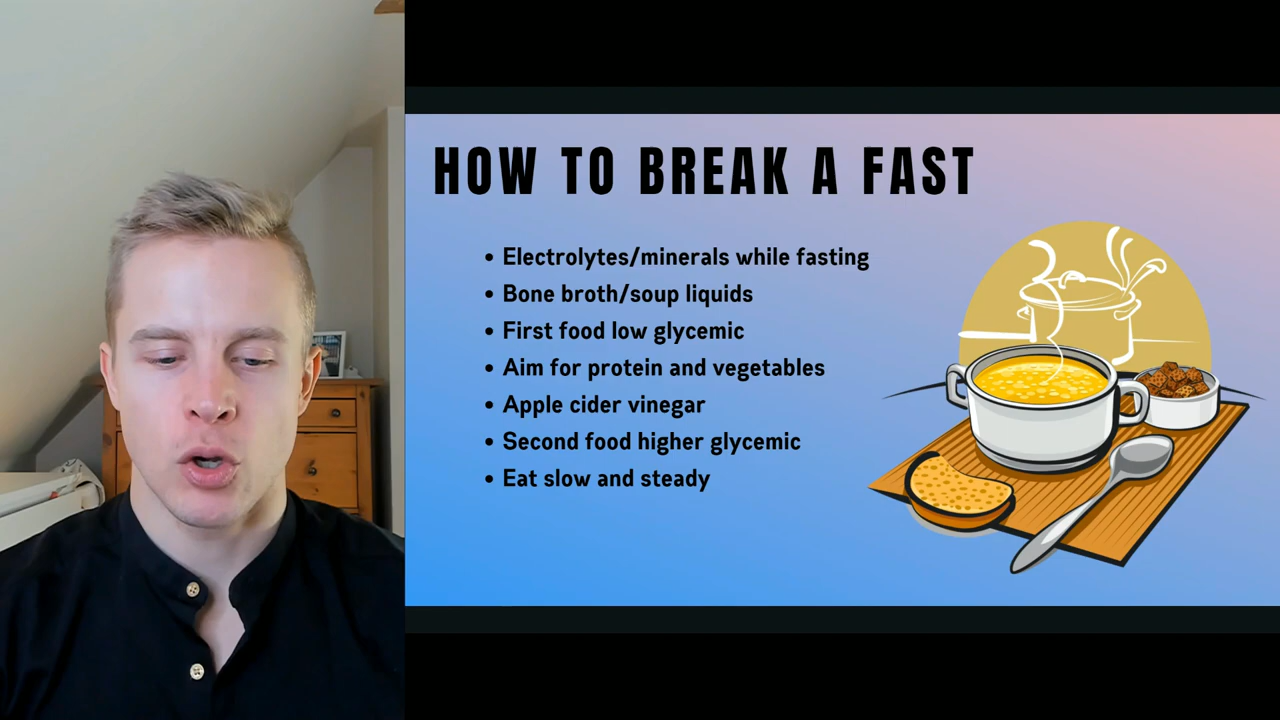 HOW TO BREAK A FAST
• Electrolytes/minerals while fasting
• Bone broth/soup liquids
• First food low glycemic
• Aim for protein and vegetables
• Apple cider vinegar
• Second food higher glycemic
• Eat slow and steady